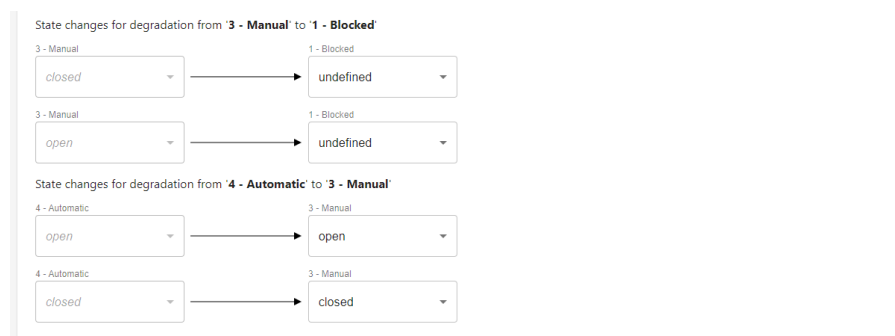 State changes for degradation from '3 - Manual' to '1 - Blocked'
3 - Manual 1 - Blocked
closed undefined
3 - Manual 1 - Blocked
open undefined
State changes for degradation from '4 - Automatic' to '3 - Manual'
4 - Automatic 3 - Manual
open open
4 - Automatic 3 - Manual
closed closed